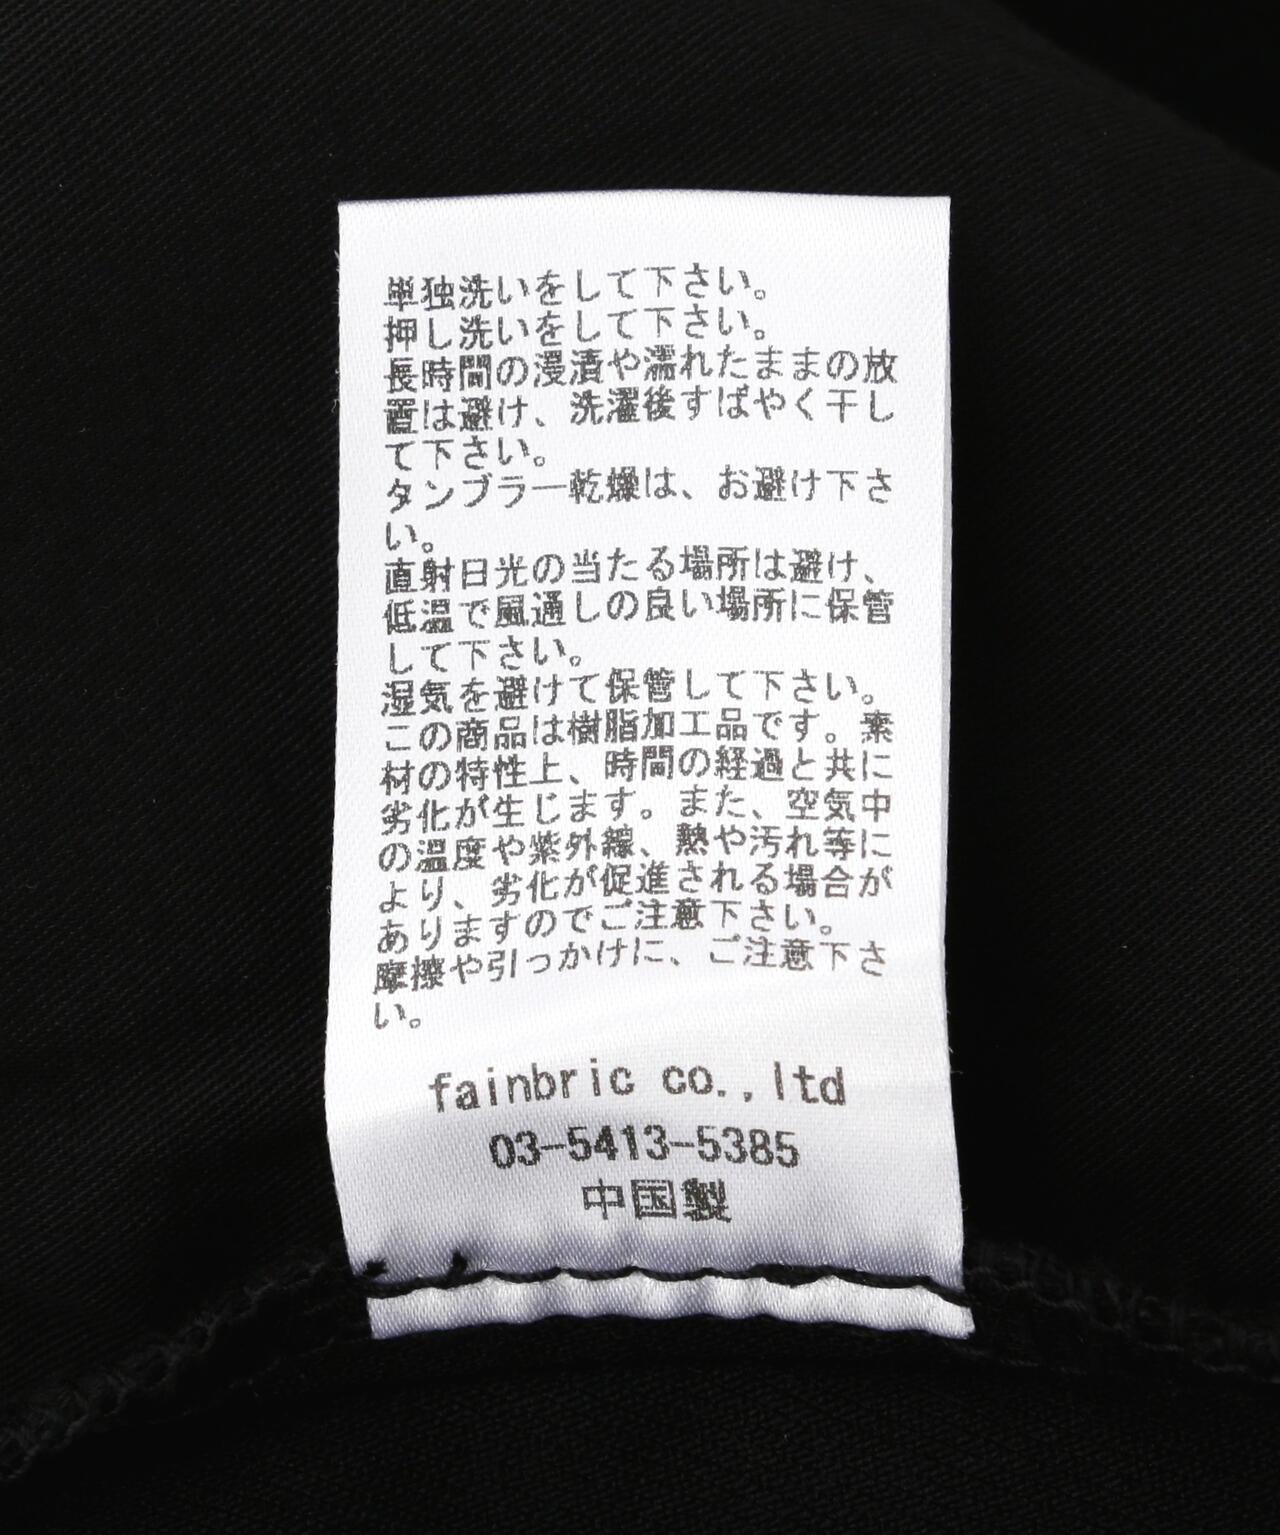 単独洗いをして下さい。
押し洗いをして下さい。
長時間の浸漬や濡れたままの放
置は避け、洗濯後すばやく干し
て下さい。
タンブラー乾燥は、お避け下さ
い。
直射日光の当たる場所は避け、
低温で風通しの良い場所に保管
して下さい。
湿気を避けて保管して下さい。
この商品は樹脂加工品です。素
材の特性上、時間の経過と共に
劣化が生じます。また、空気中
の温度や紫外線、熱や汚れ等に
より、劣化が促進される場合が
ありますのでご注意下さい。
摩擦や引っかけに、ご注意下さ
い。
fainbric co.,ltd
03-5413-5385
中国製